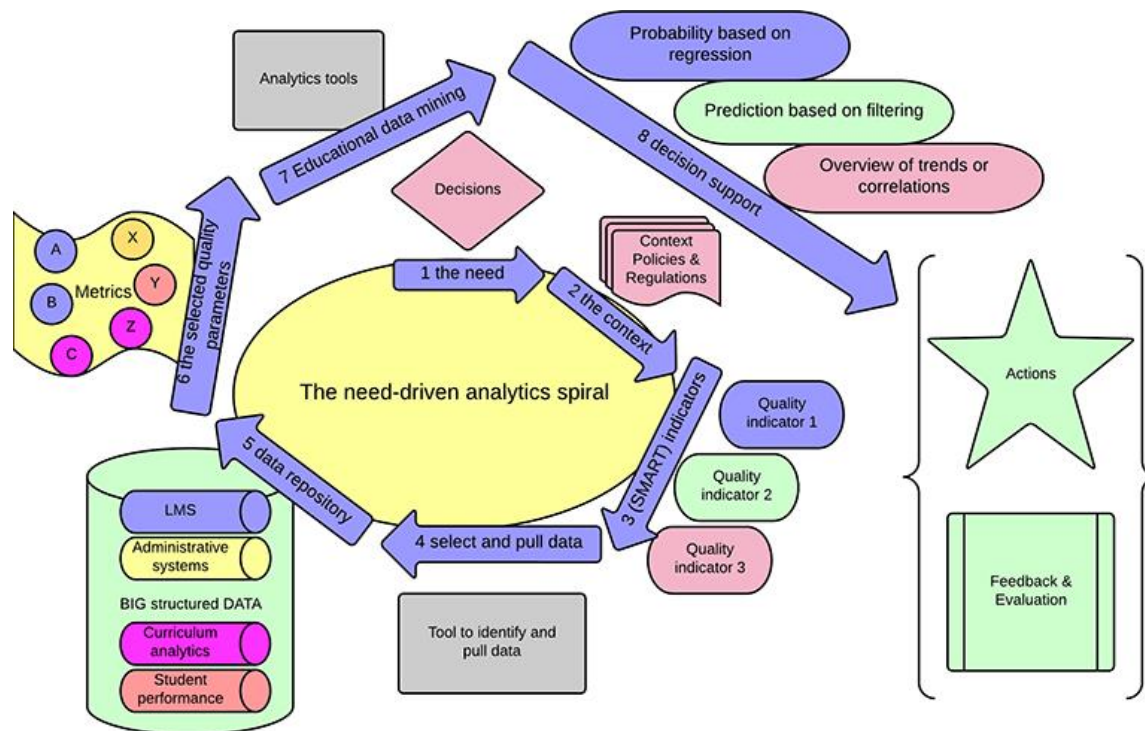 Analytics tools
7 Educational data mining
Probability based on
regression
Prediction based on filtering
Overview of trends or
correlations
8 decision support
Decisions
Context
Policies &
Regulations
1 the need
2 the context
A
X
B
Metrics
Y
Z
C
6 the selected quality
parameters
The need-driven analytics spiral
3 (SMART) indicators
Quality
indicator 1
Quality
indicator 2
Quality
indicator 3
Actions
Feedback &
Evaluation
4 select and pull data
Tool to identify and
pull data
5 data repository
LMS
Administrative
systems
BIG structured DATA
Curriculum
analytics
Student
performance